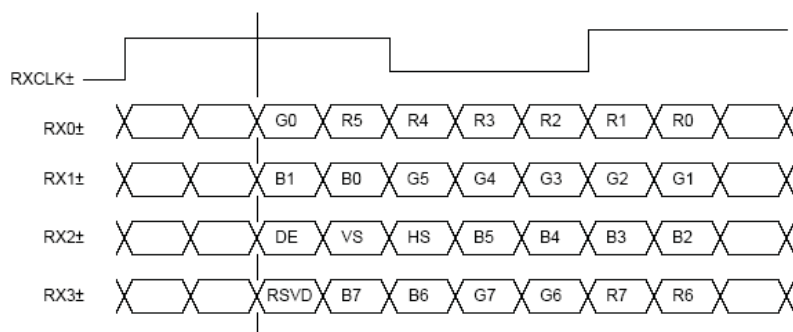 RXCLK±
RX0± G0 R5 R4 R3 R2 R1 R0
RX1± B1 B0 G5 G4 G3 G2 G1
RX2± DE VS HS B5 B4 B3 B2
RX3± RSVD B7 B6 G7 G6 R7 R6